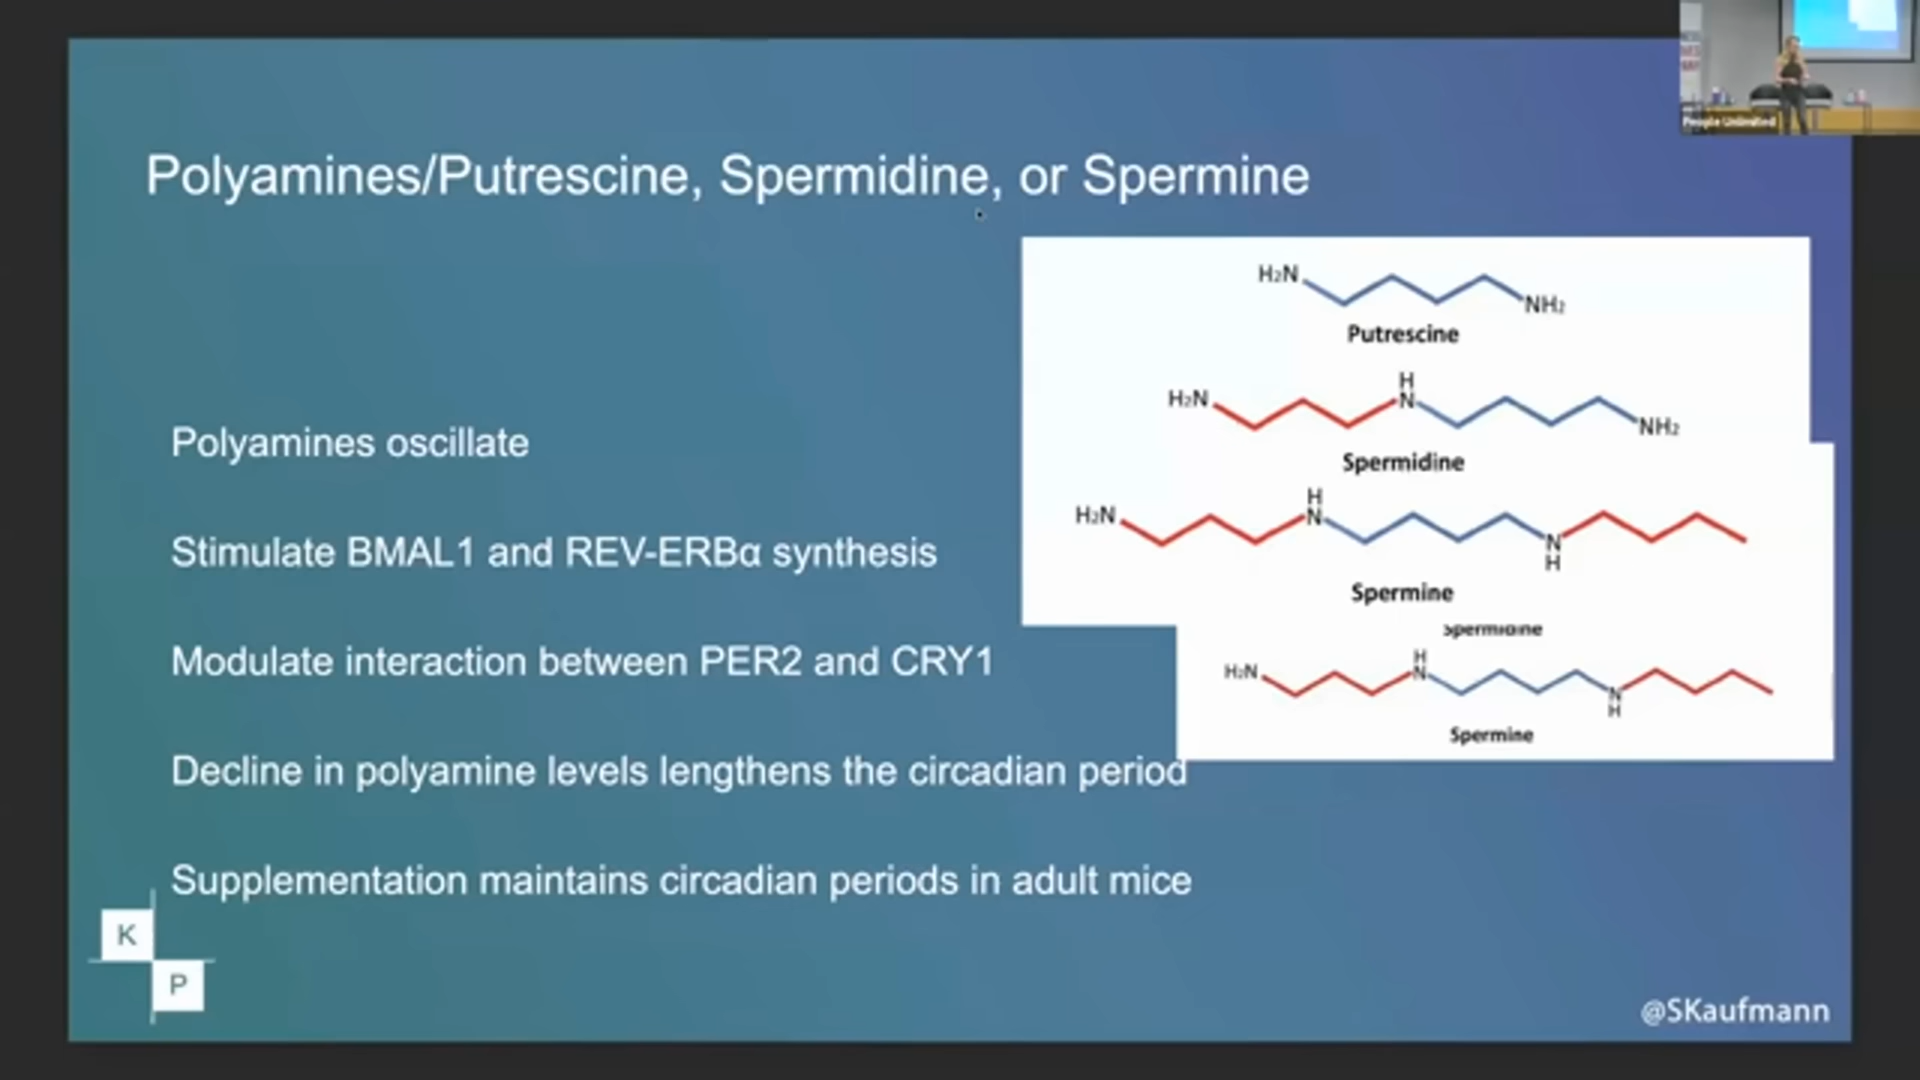 People Unlimited
Polyamines/Putrescine, Spermidine, or Spermine
H₂N
NH₂
Putrescine
H₂N
H
N
NH₂
Spermidine
H₂N
H
N
N
H
Spermine
Spermidine
H₂N
H
N
N
H
Spermine
Polyamines oscillate
Stimulate BMAL1 and REV-ERBα synthesis
Modulate interaction between PER2 and CRY1
Decline in polyamine levels lengthens the circadian period
Supplementation maintains circadian periods in adult mice
K
P
@SKaufmann